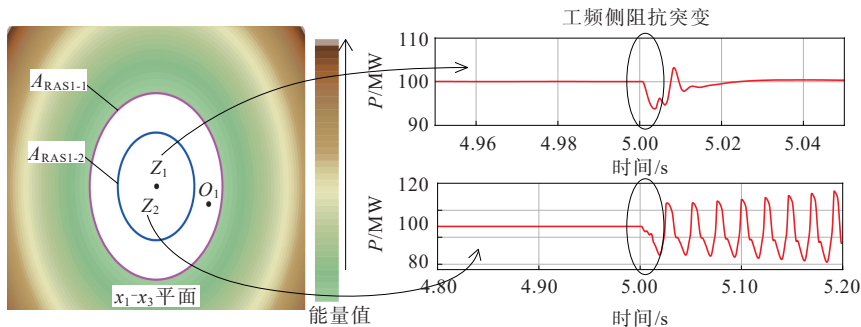 A_RAS1-1
A_RAS1-2
Z_1
Z_2
O_1
x_1-x_3平面
能量值
工频侧阻抗突变
P/MW
110
100
90
4.96
4.98
5.00
5.02
5.04
时间/s
P/MW
120
100
80
4.80
4.90
5.00
5.10
5.20
时间/s